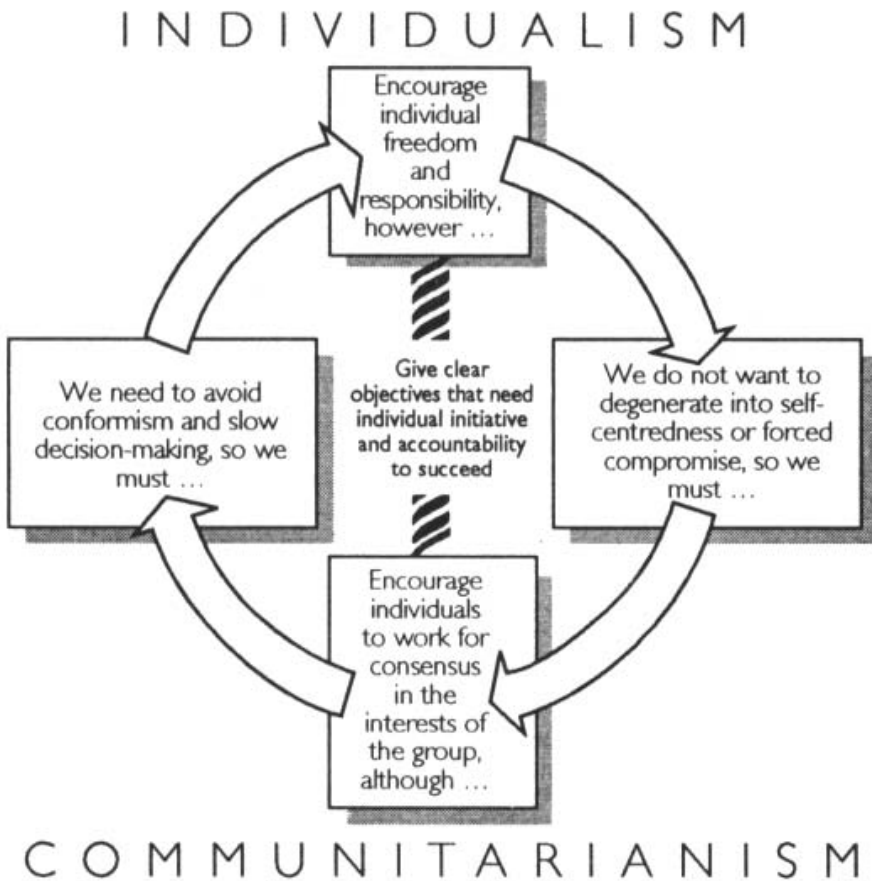 INDIVIDUALISM
Encourage
individual
freedom
and
responsibility,
however ...
We do not want to
degenerate into self-
centredness or forced
compromise, so we
must ...
Encourage
individuals
to work for
consensus
in the
interests of
the group,
although ...
We need to avoid
conformism and slow
decision-making, so we
must ...
Give clear
objectives that need
individual initiative
and accountability
to succeed
COMMUNITARIANISM